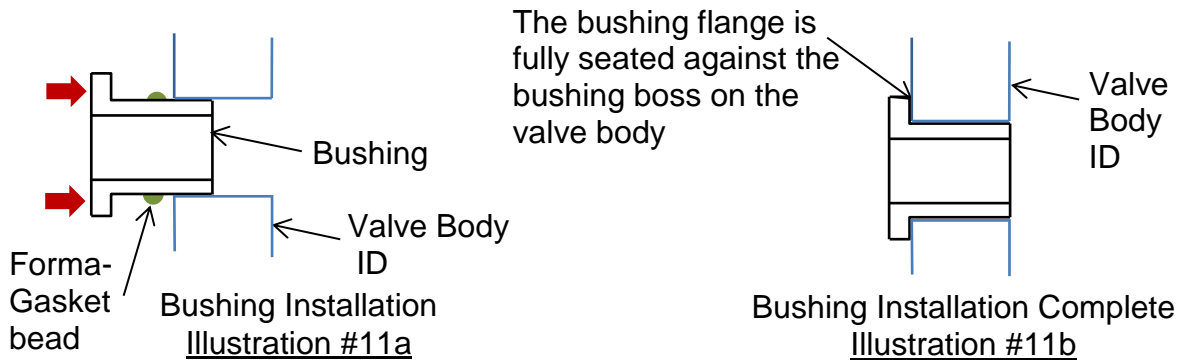 Bushing
Valve Body
ID
Forma-
Gasket
bead
Bushing Installation
Illustration #11a
The bushing flange is
fully seated against the
bushing boss on the
valve body
Valve
Body
ID
Bushing Installation Complete
Illustration #11b